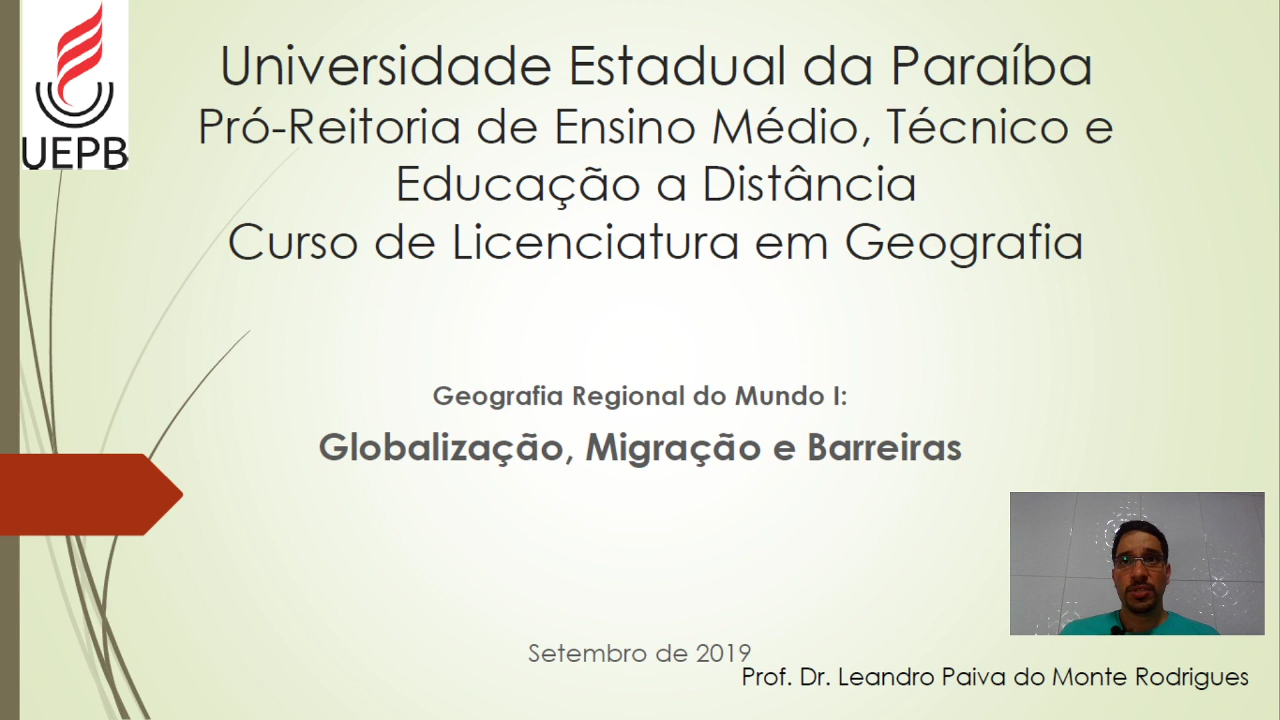 UEPB
Universidade Estadual da Paraíba
Pró-Reitoria de Ensino Médio, Técnico e
Educação a Distância
Curso de Licenciatura em Geografia
Geografia Regional do Mundo I:
Globalização, Migração e Barreiras
Setembro de 2019
Prof. Dr. Leandro Paiva do Monte Rodrigues